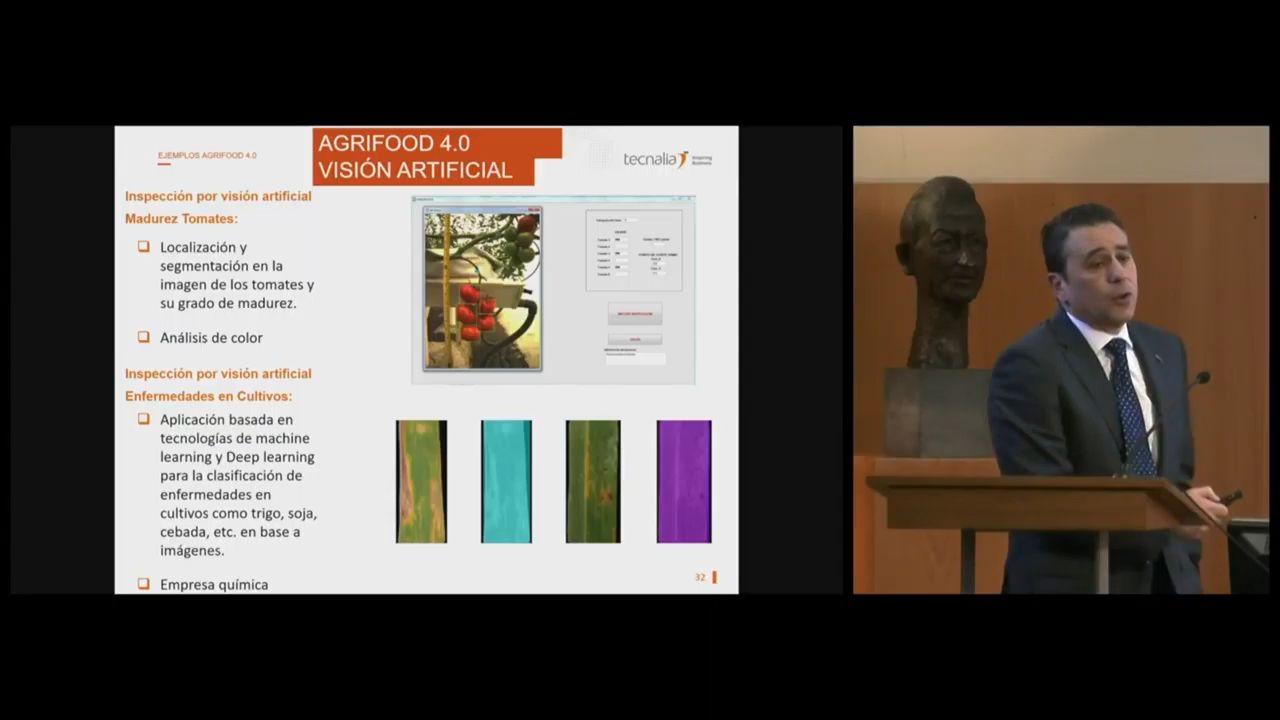 EJEMPLOS AGRIFOOD 4.0
AGRIFOOD 4.0
VISIÓN ARTIFICIAL
tecnalia
Inspiring
Business
Inspección por visión artificial
Madurez Tomates:
Localización y
segmentación en la
imagen de los tomates y
su grado de madurez.
Análisis de color
Inspección por visión artificial
Enfermedades en Cultivos:
Aplicación basada en
tecnologías de machine
learning y Deep learning
para la clasificación de
enfermedades en
cultivos como trigo, soja,
cebada, etc. en base a
imágenes.
Empresa química
32